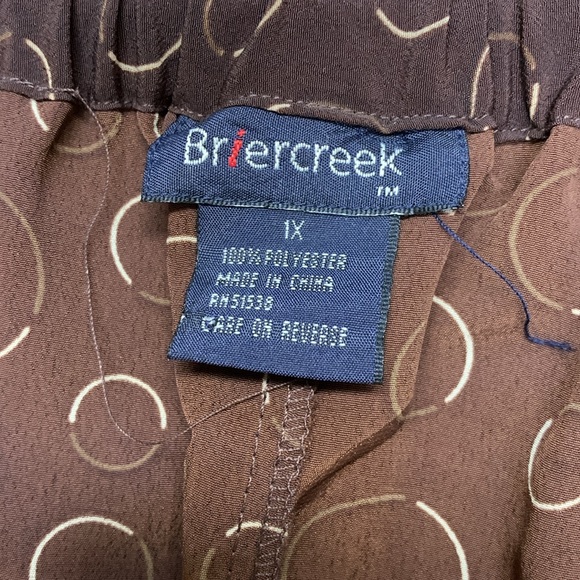 Briercreek
TM
1X
100% POLYESTER
MADE IN CHINA
RN51538
CARE ON REVERSE